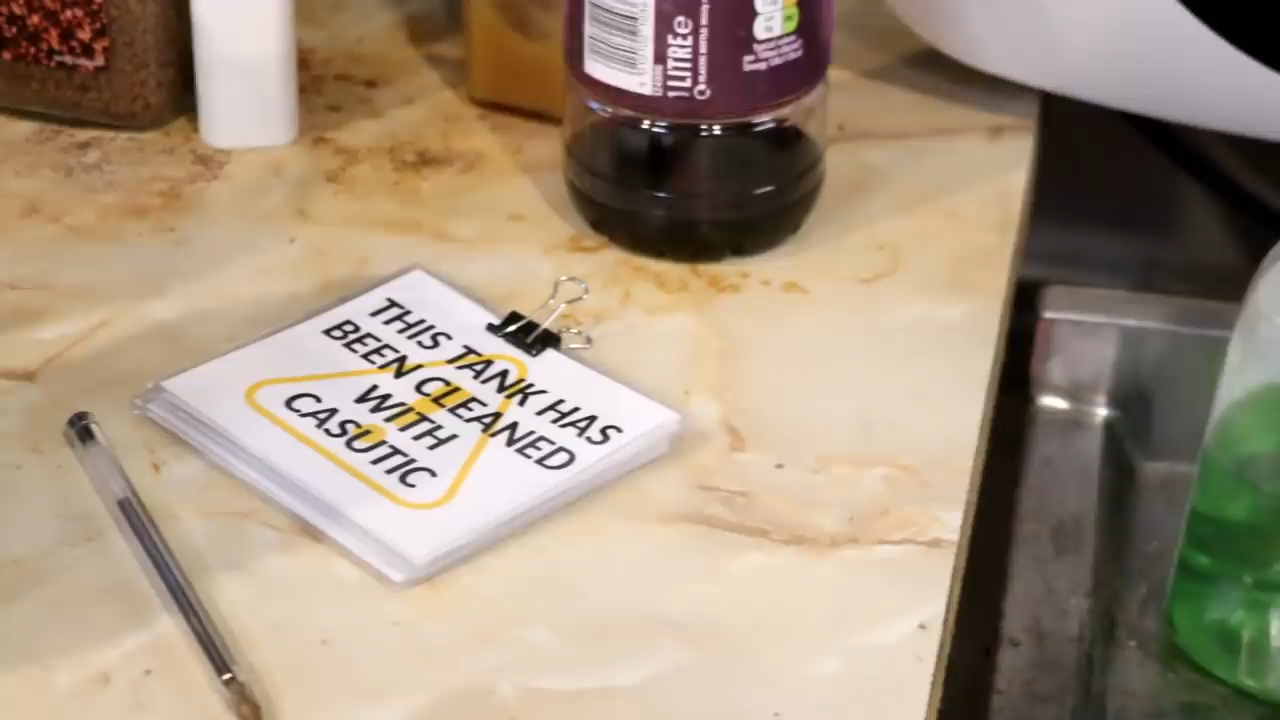 1 LITRE e
THIS TANK HAS
BEEN CLEANED
WITH
CASUTIC